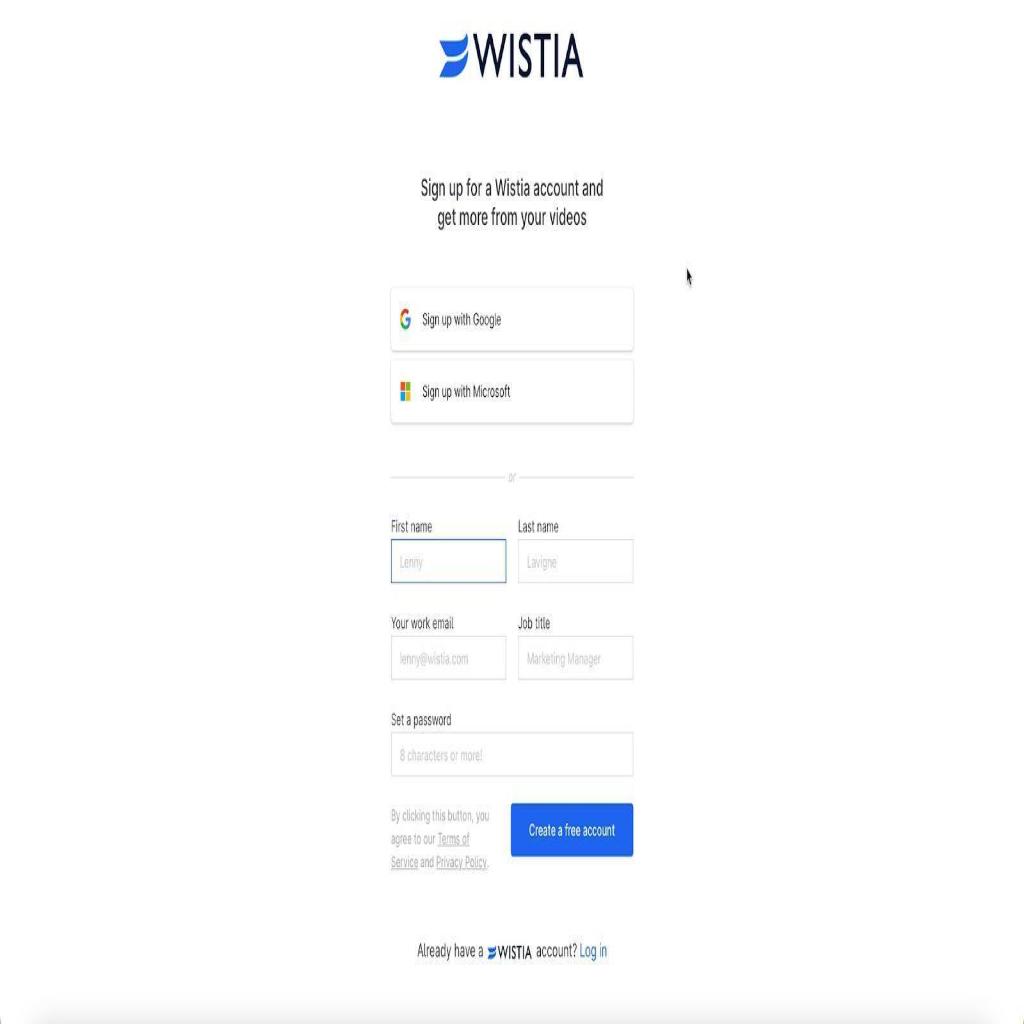 WISTIA
Sign up for a Wistia account and
get more from your videos
Sign up with Google
Sign up with Microsoft
or
First name Last name
Lenny Lavigne
Your work email Job title
lenny@wistia.com Marketing Manager
Set a password
8 characters or more!
By clicking this button, you
agree to our Terms of
Service and Privacy Policy.
Create a free account
Already have a WISTIA account? Log in